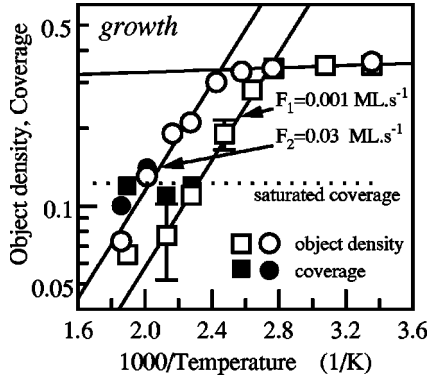 growth
0.5
F1=0.001 ML.s-1
F2=0.03 ML.s-1
saturated coverage
0.1
object density
coverage
0.05
1.6 2.0 2.4 2.8 3.2 3.6
1000/Temperature (1/K)
Object density, Coverage